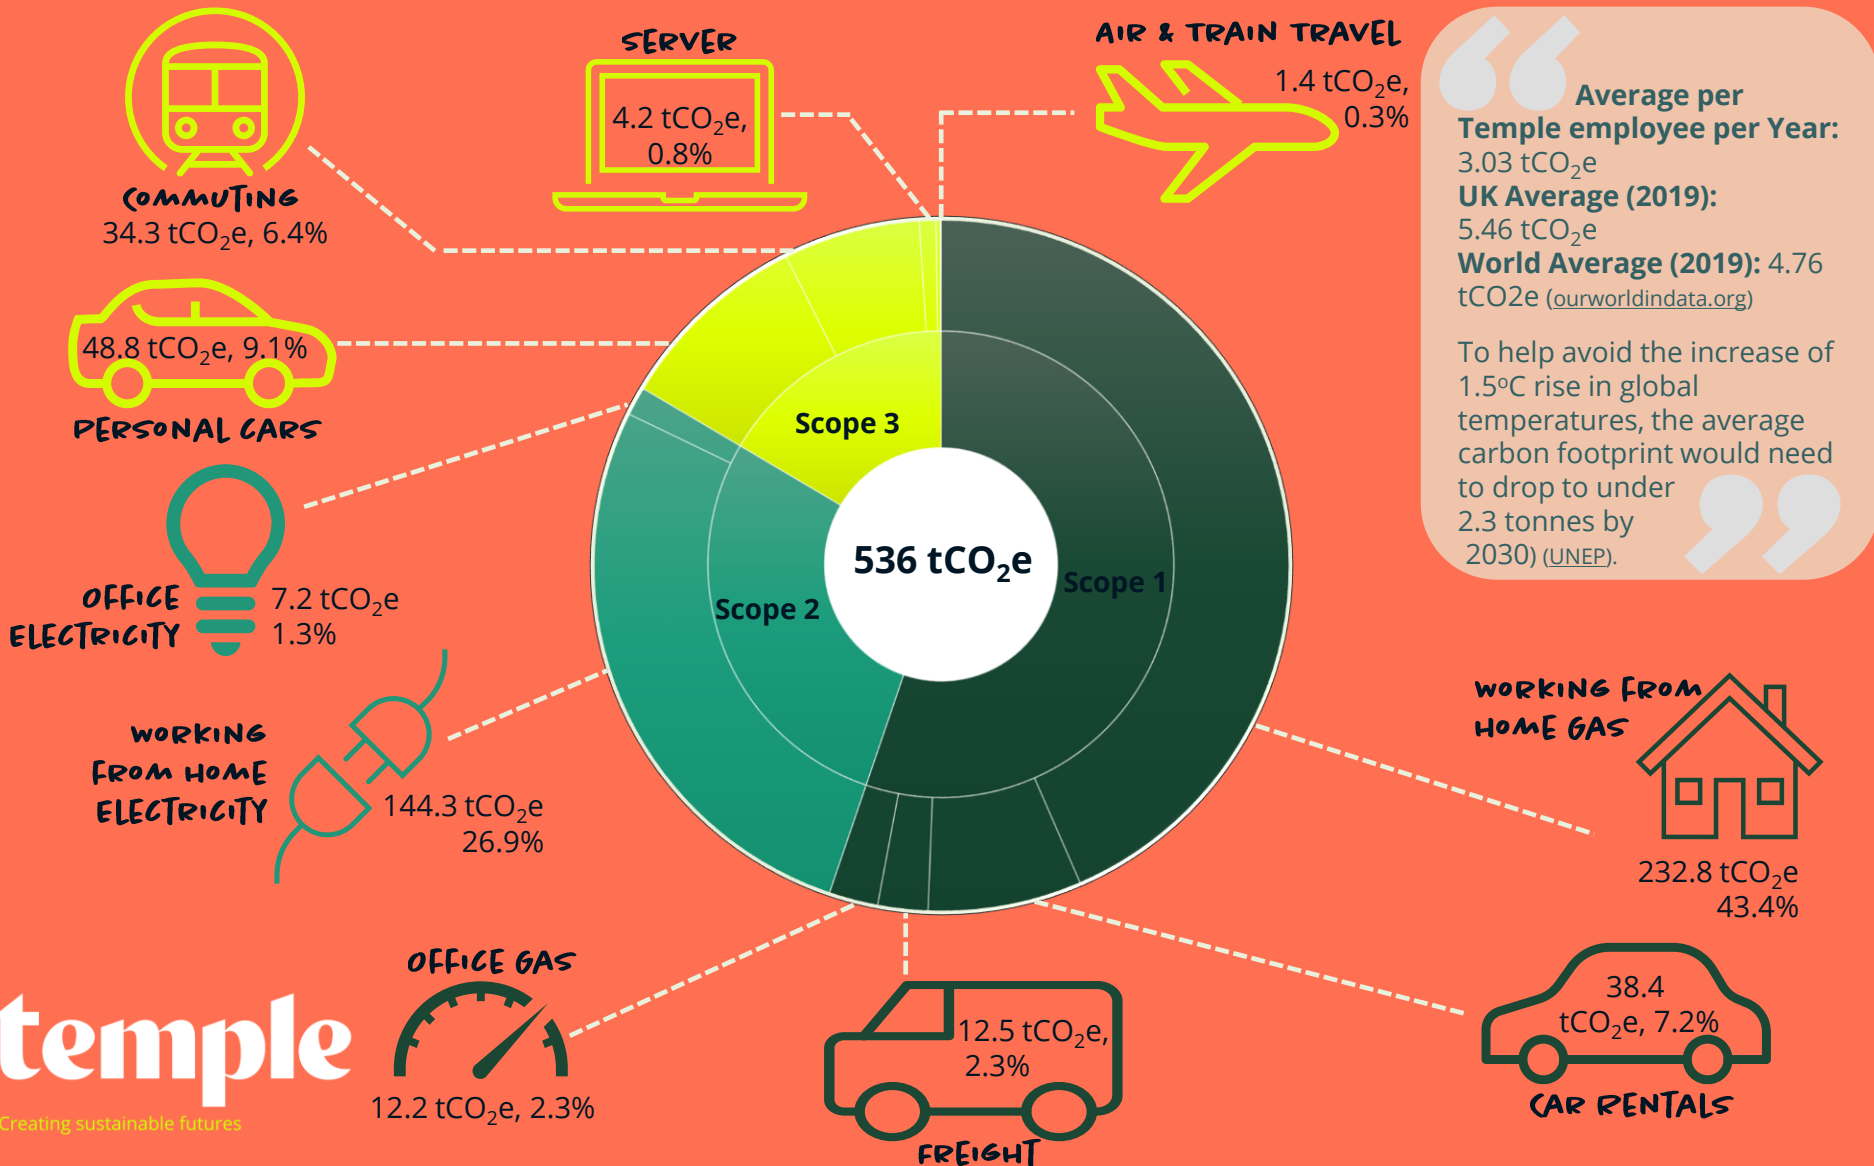 COMMUTING
34.3 tCO₂e, 6.4%
SERVER
4.2 tCO₂e,
0.8%
AIR & TRAIN TRAVEL
1.4 tCO₂e,
0.3%
Average per
Temple employee per Year:
3.03 tCO₂e
UK Average (2019):
5.46 tCO₂e
World Average (2019): 4.76
tCO2e (ourworldindata.org)
To help avoid the increase of
1.5ºC rise in global
temperatures, the average
carbon footprint would need
to drop to under
2.3 tonnes by
2030) (UNEP).
48.8 tCO₂e, 9.1%
PERSONAL CARS
OFFICE
ELECTRICITY
7.2 tCO₂e
1.3%
WORKING
FROM HOME
ELECTRICITY
144.3 tCO₂e
26.9%
Scope 3
536 tCO₂e
Scope 1
Scope 2
WORKING FROM
HOME GAS
232.8 tCO₂e
43.4%
OFFICE GAS
12.2 tCO₂e, 2.3%
12.5 tCO₂e,
2.3%
FREIGHT
38.4
tCO₂e, 7.2%
CAR RENTALS
temple
Creating sustainable futures